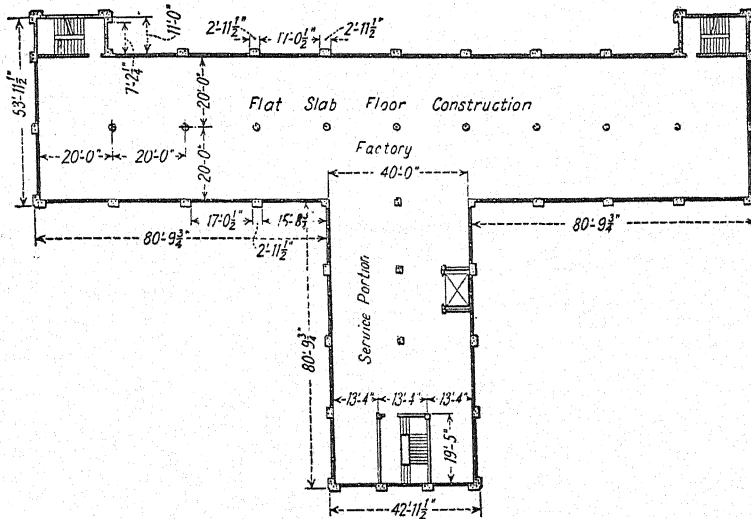 11'-0"
2'-11½" 17'-0½" 2'-11½"
7'-2¼"
53'-11½"
20'-0"
Flat Slab Floor Construction
20'-0" 20'-0"
20'-0"
Factory
40'-0"
17'-0½" 15'-8¾"
80'-9¾"
2'-11½"
80'-9¾"
Service Portion
80'-9¾"
13'-4" 13'-4" 13'-4"
19'-5"
42'-11½"